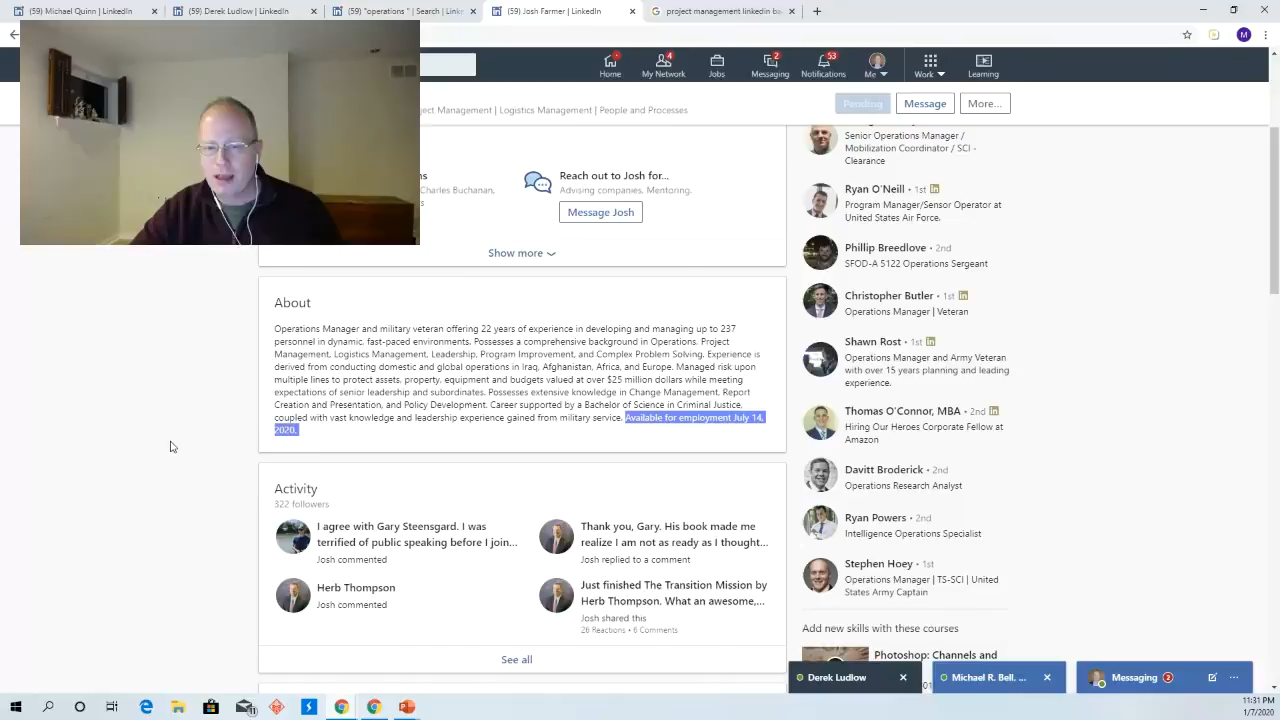 (59) Michael Quinn | LinkedIn
(59) Derek Ludlow | LinkedIn
(59) "operations " | Search | LinkedIn
(59)
| LinkedIn
project management linkedin ba
M
Home
4
My Network
Jobs
2
Messaging
53
Notifications
Me
Work
Learning
ject Management | Logistics Management | People and Processes
Pending
Message
More...
ns
Charles Buchanan,
s
Reach out to Josh for...
Advising companies, Mentoring.
Message Josh
Show more
About
Operations Manager and military veteran offering 22 years of experience in developing and managing up to 237
personnel in dynamic, fast-paced environments. Possesses a comprehensive background in Operations, Project
Management, Logistics Management, Leadership, Program Improvement, and Complex Problem Solving. Experience is
derived from conducting domestic and global operations in Iraq, Afghanistan, Africa, and Europe. Managed risk upon
multiple lines to protect assets, property, equipment and budgets valued at over $25 million dollars while meeting
expectations of senior leadership and subordinates. Possesses extensive knowledge in Change Management, Report
Creation and Presentation, and Policy Development. Career supported by a Bachelor of Science in Criminal Justice,
coupled with vast knowledge and leadership experience gained from military service. Available for employment July 14,
2020.
Activity
322 followers
I agree with Gary Steensgard. I was
terrified of public speaking before I join...
Josh commented
Thank you, Gary. His book made me
realize I am not as ready as I thought...
Josh replied to a comment
Herb Thompson
Josh commented
Just finished The Transition Mission by
Herb Thompson. What an awesome,...
Josh shared this
26 Reactions • 6 Comments
See all
Senior Operations Manager /
Mobilization Coordinator / SCI -
Clearance
Ryan O'Neill • 1st
Program Manager/Senior Operator at
United States Air Force.
Phillip Breedlove • 2nd
SFOD-A 5122 Operations Sergeant
Christopher Butler • 1st
Operations Manager | Veteran
Shawn Rost • 1st
Operations Manager and Army Veteran
with over 15 years planning and leading
experience.
Thomas O'Connor, MBA • 2nd
Hiring Our Heroes Corporate Fellow at
Amazon
Davitt Broderick • 2nd
Operations Research Analyst
Ryan Powers • 2nd
Intelligence Operations Specialist
Stephen Hoey • 1st
Operations Manager | TS-SCI | United
States Army Captain
Add new skills with these courses
Photoshop: Channels and
Derek Ludlow
Michael R. Bell, ...
Messaging
2
11:31 PM
1/7/2020